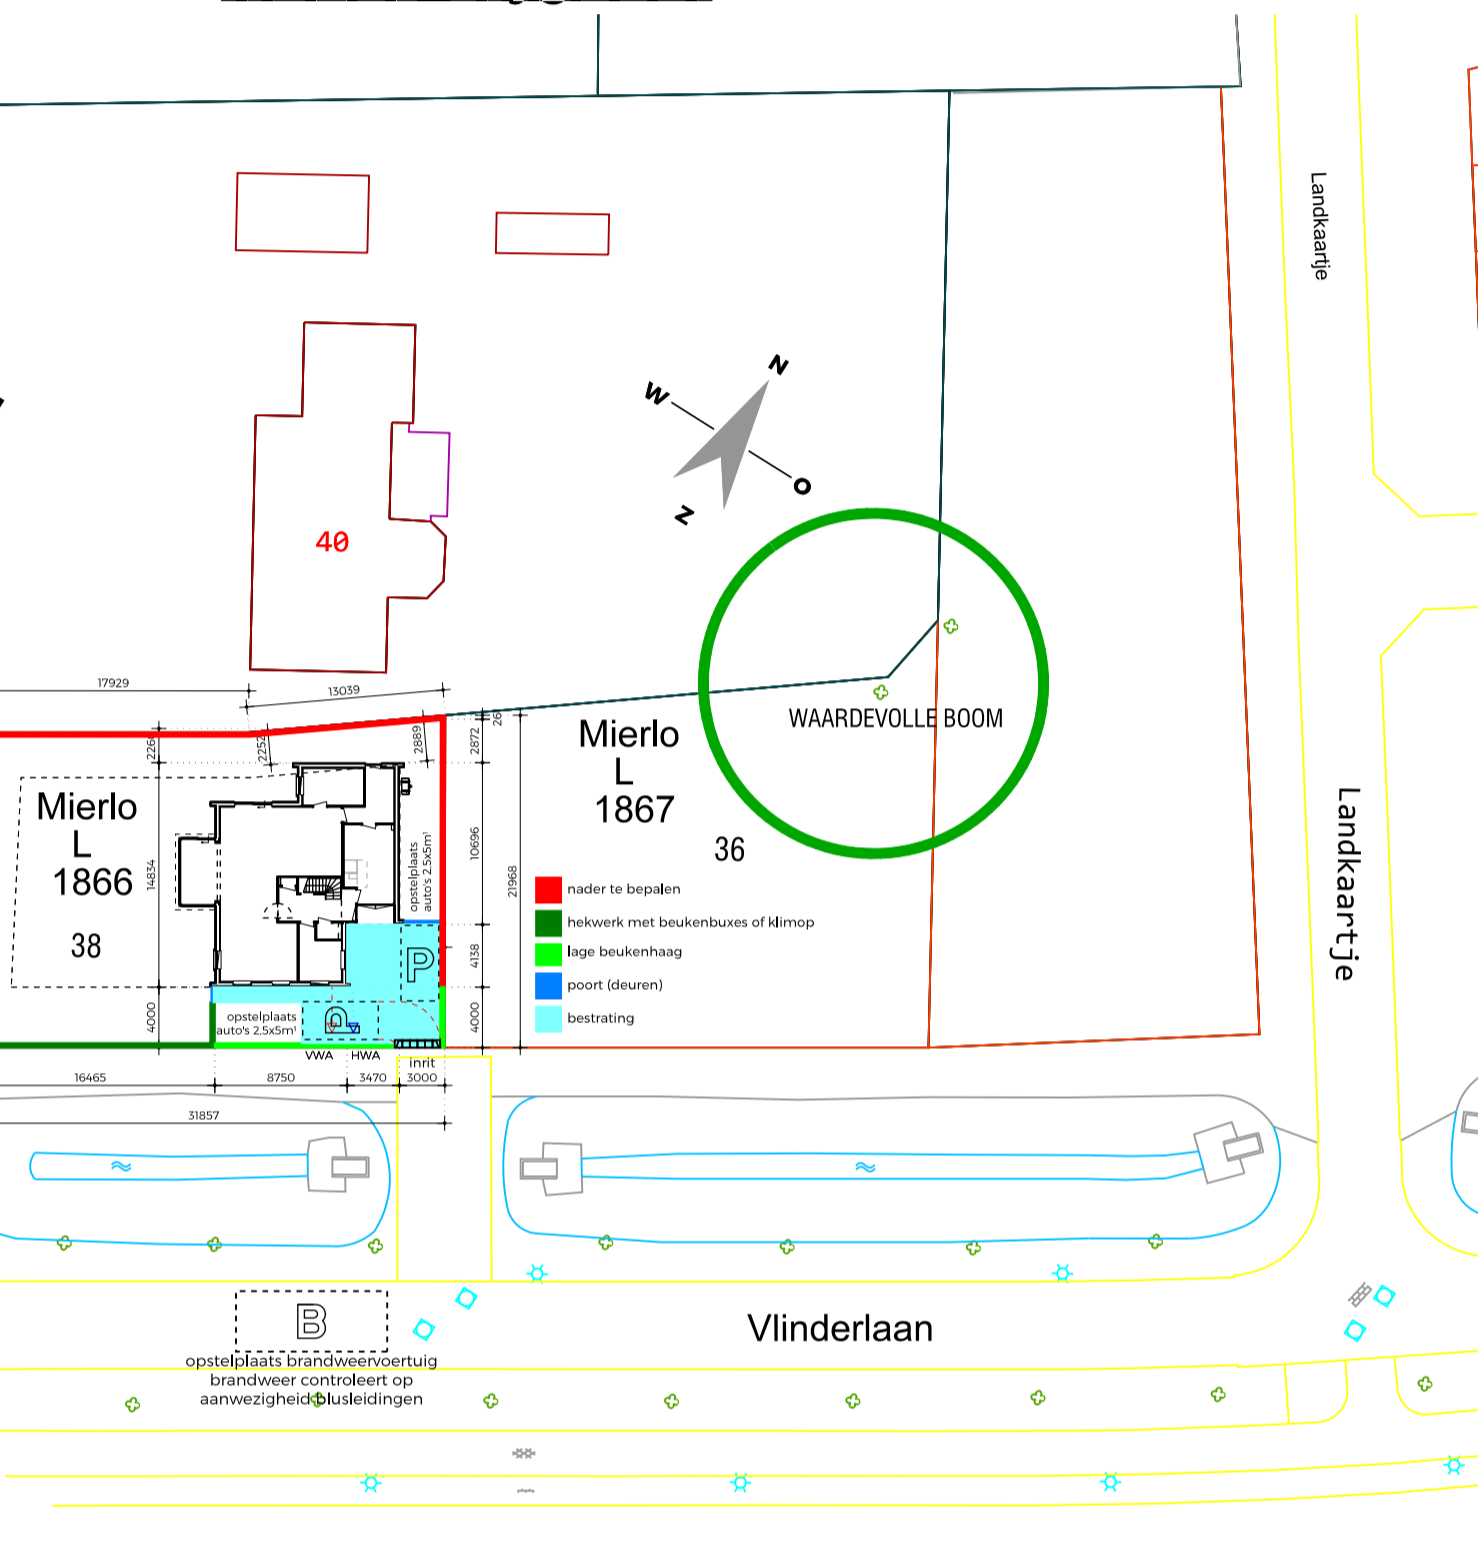 Landkaartje
N
W
O
Z
40
17929
13039
WAARDEVOLLE BOOM
2252
2889
2872
Mierlo
L
1867
36
Mierlo
L
1866
38
14834
10696
21968
4138
4000
4000
opstelplaats
auto's 2.5x5m¹
P
opstelplaats
auto's 2,5x5m¹
P
nader te bepalen
hekwerk met beukenbuxes of klimop
lage beukenhaag
poort (deuren)
bestrating
Landkaartje
VWA
HWA
inrit
16465
8750
3470
3000
31857
Vlinderlaan
B
opstelplaats brandweervoertuig
brandweer controleert op
aanwezigheid blusleidingen